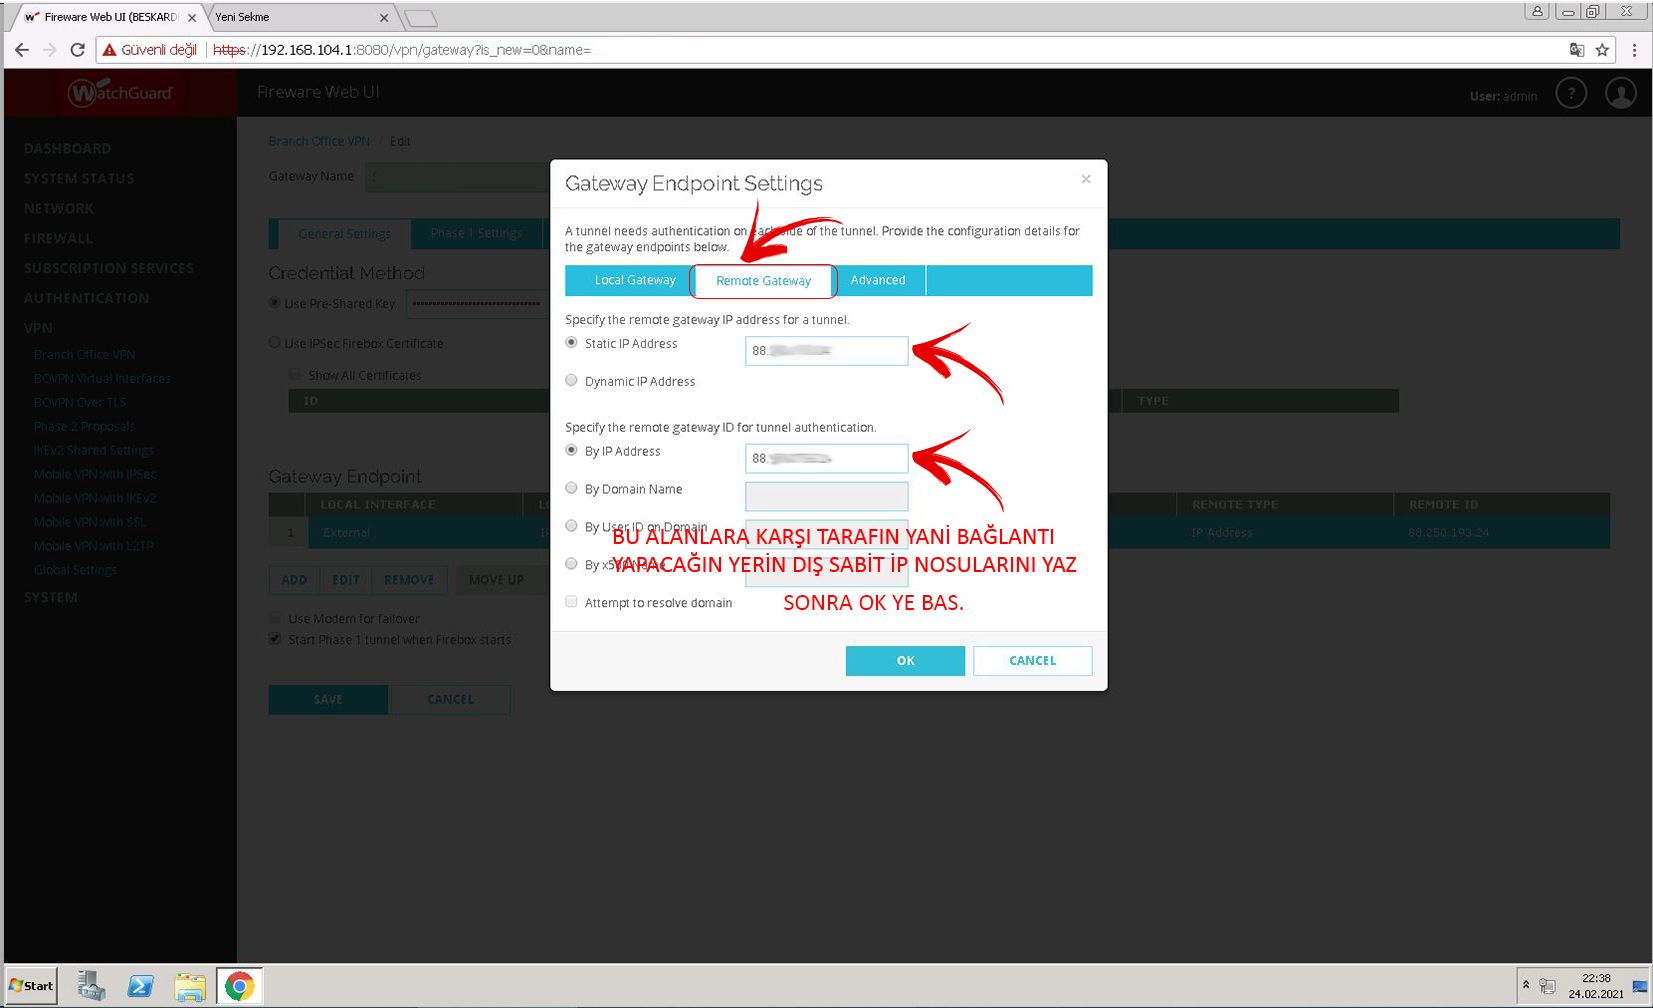 Fireware Web UI (BESKARD
Yeni Sekme
Güvenli değil
https://192.168.104.1:8080/vpn/gateway?is_new=0&name=
WatchGuard
Fireware Web UI
User: admin
?
DASHBOARD
SYSTEM STATUS
NETWORK
FIREWALL
SUBSCRIPTION SERVICES
AUTHENTICATION
VPN
Branch Office VPN
BOVPN Virtual Interfaces
BOVPN Over TLS
Phase 2 Proposals
IKEv2 Shared Settings
Mobile VPN with IPSec
Mobile VPN with IKEv2
Mobile VPN with SSL
Mobile VPN with L2TP
Global Settings
SYSTEM
Branch Office VPN / Edit
Gateway Name
General Settings
Phase 1 Settings
Credential Method
Use Pre-Shared Key
Use IPSec Firebox Certificate
Show All Certificates
ID
TYPE
Gateway Endpoint
LOCAL INTERFACE
REMOTE TYPE
REMOTE ID
1
External
IP Address
88.250.193.24
ADD
EDIT
REMOVE
MOVE UP
Use Modem for failover
Start Phase 1 tunnel when Firebox starts
SAVE
CANCEL
Gateway Endpoint Settings
A tunnel needs authentication on each side of the tunnel. Provide the configuration details for
the gateway endpoints below.
Local Gateway
Remote Gateway
Advanced
Specify the remote gateway IP address for a tunnel.
Static IP Address
88.
Dynamic IP Address
Specify the remote gateway ID for tunnel authentication.
By IP Address
88.
By Domain Name
By User ID on Domain
BU ALANLARA KARŞI TARAFIN YANİ BAĞLANTI
By x500 Name
YAPACAĞIN YERİN DIŞ SABİT İP NOSULARINI YAZ
Attempt to resolve domain
SONRA OK YE BAS.
OK
CANCEL
Start
22:38
24.02.2021